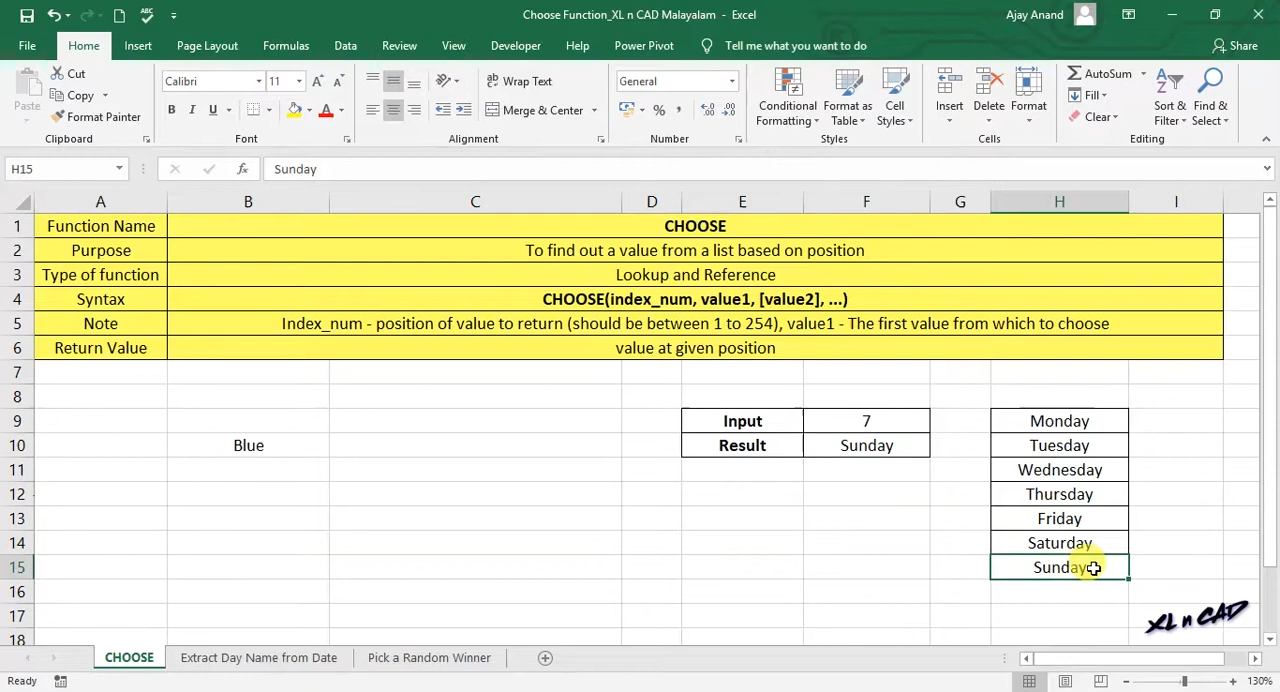 Choose Function_XL n CAD Malayalam - Excel
Ajay Anand
File Home Insert Page Layout Formulas Data Review View Developer Help Power Pivot Tell me what you want to do Share
Paste
Cut
Copy
Format Painter
Clipboard
Calibri 11
B I U
Font
Wrap Text
Merge & Center
Alignment
General
Number
Conditional Formatting
Format as Table
Cell Styles
Styles
Insert
Delete
Format
Cells
AutoSum
Fill
Clear
Sort & Filter
Find & Select
Editing
H15 fx Sunday
A B C D E F G H I
1 Function Name CHOOSE
2 Purpose To find out a value from a list based on position
3 Type of function Lookup and Reference
4 Syntax CHOOSE(index_num, value1, [value2], ...)
5 Note Index_num - position of value to return (should be between 1 to 254), value1 - The first value from which to choose
6 Return Value value at given position
7
8
9 Input 7 Monday
10 Blue Result Sunday Tuesday
11 Wednesday
12 Thursday
13 Friday
14 Saturday
15 Sunday
16
17
18
XL n CAD
CHOOSE Extract Day Name from Date Pick a Random Winner
Ready 130%